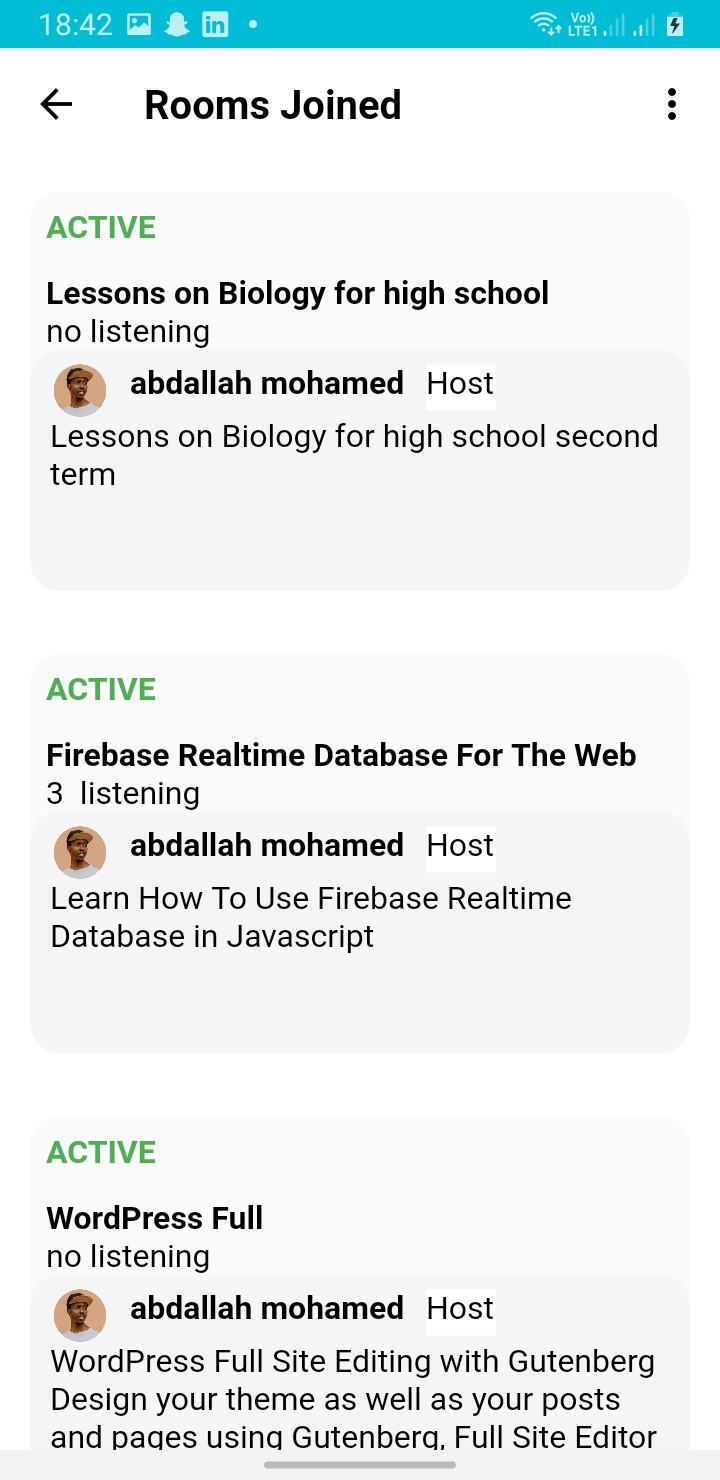 18:42 Vo)) LTE1
Rooms Joined
ACTIVE
Lessons on Biology for high school
no listening
abdallah mohamed Host
Lessons on Biology for high school second
term
ACTIVE
Firebase Realtime Database For The Web
3 listening
abdallah mohamed Host
Learn How To Use Firebase Realtime
Database in Javascript
ACTIVE
WordPress Full
no listening
abdallah mohamed Host
WordPress Full Site Editing with Gutenberg
Design your theme as well as your posts
and pages using Gutenberg, Full Site Editor